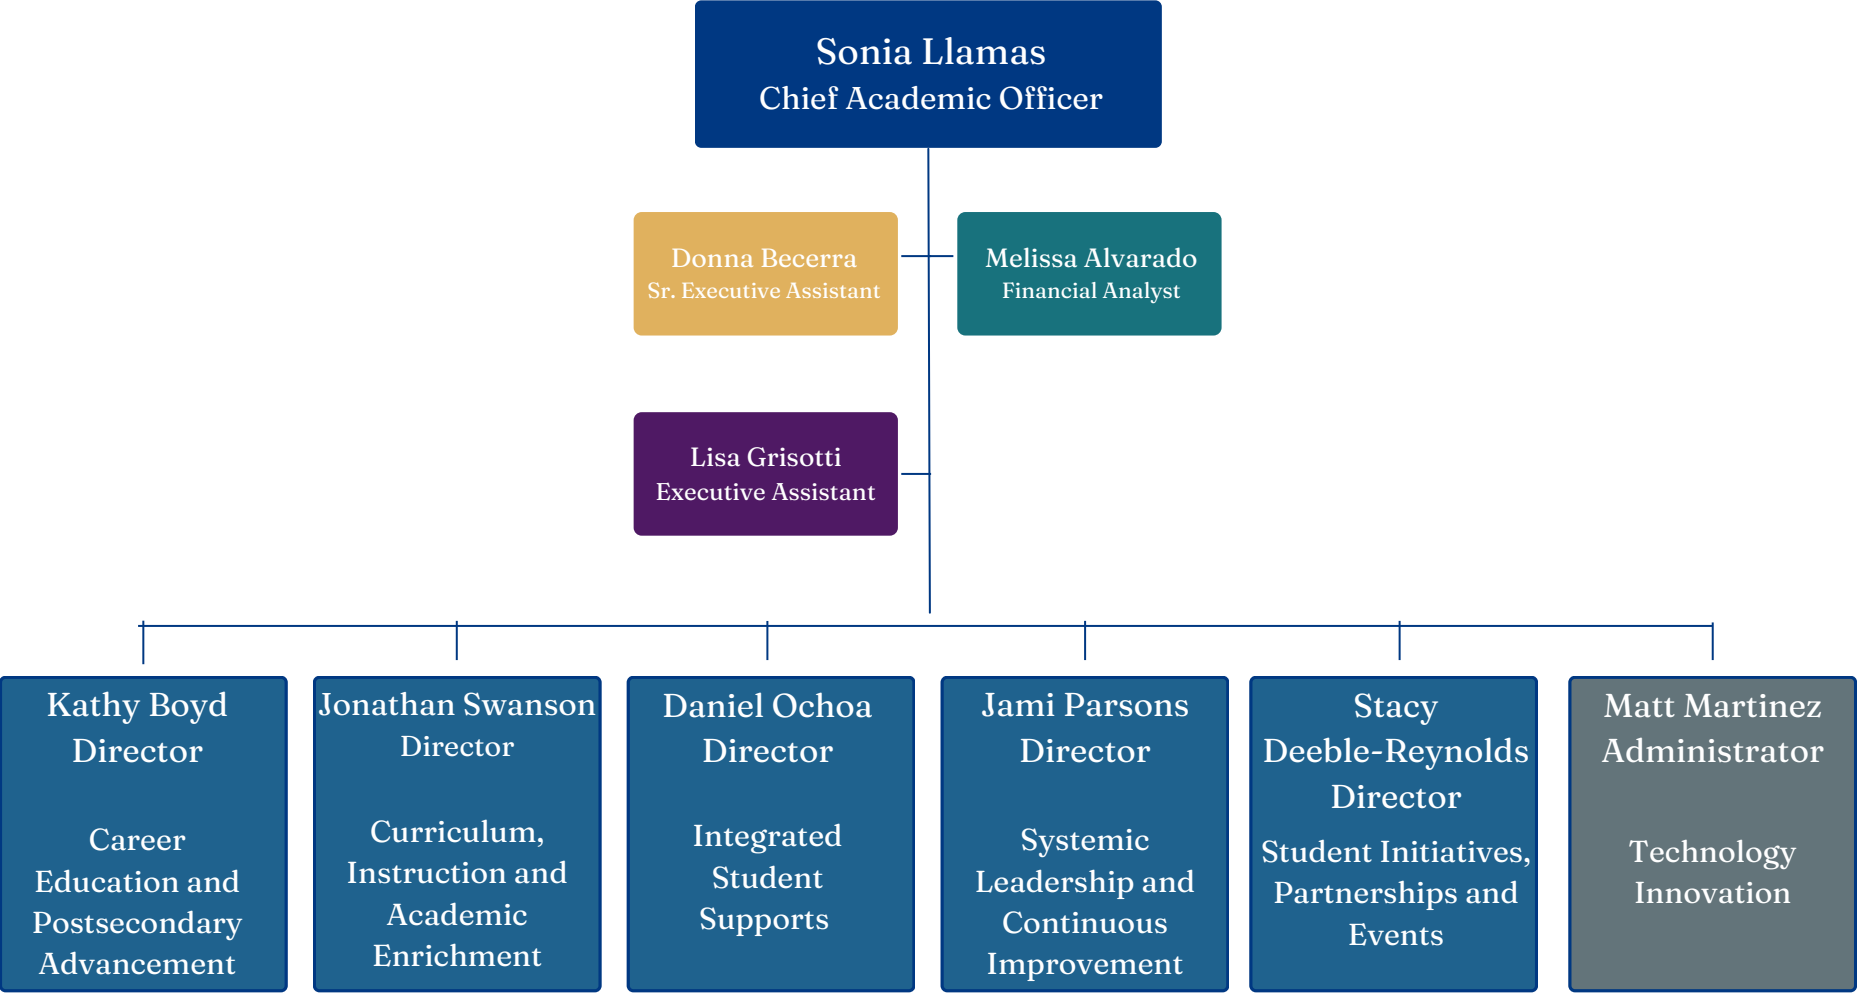 Sonia Llamas
Chief Academic Officer
Donna Becerra
Sr. Executive Assistant
Melissa Alvarado
Financial Analyst
Lisa Grisotti
Executive Assistant
Kathy Boyd
Director
Career
Education and
Postsecondary
Advancement
Jonathan Swanson
Director
Curriculum,
Instruction and
Academic
Enrichment
Daniel Ochoa
Director
Integrated
Student
Supports
Jami Parsons
Director
Systemic
Leadership and
Continuous
Improvement
Stacy
Deeble-Reynolds
Director
Student Initiatives,
Partnerships and
Events
Matt Martinez
Administrator
Technology
Innovation